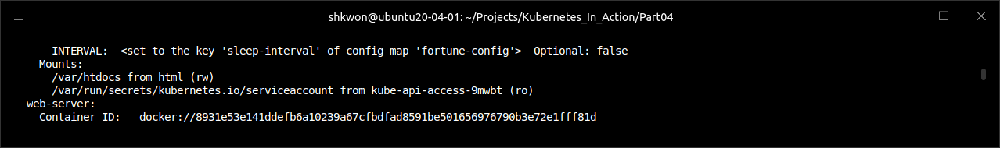 shkwon@ubuntu20-04-01: ~/Projects/Kubernetes_In_Action/Part04
INTERVAL:  <set to the key 'sleep-interval' of config map 'fortune-config'>  Optional: false
Mounts:
/var/htdocs from html (rw)
/var/run/secrets/kubernetes.io/serviceaccount from kube-api-access-9mwbt (ro)
web-server:
Container ID:   docker://8931e53e141ddefb6a10239a67cfbdfad8591be501656976790b3e72e1fff81d